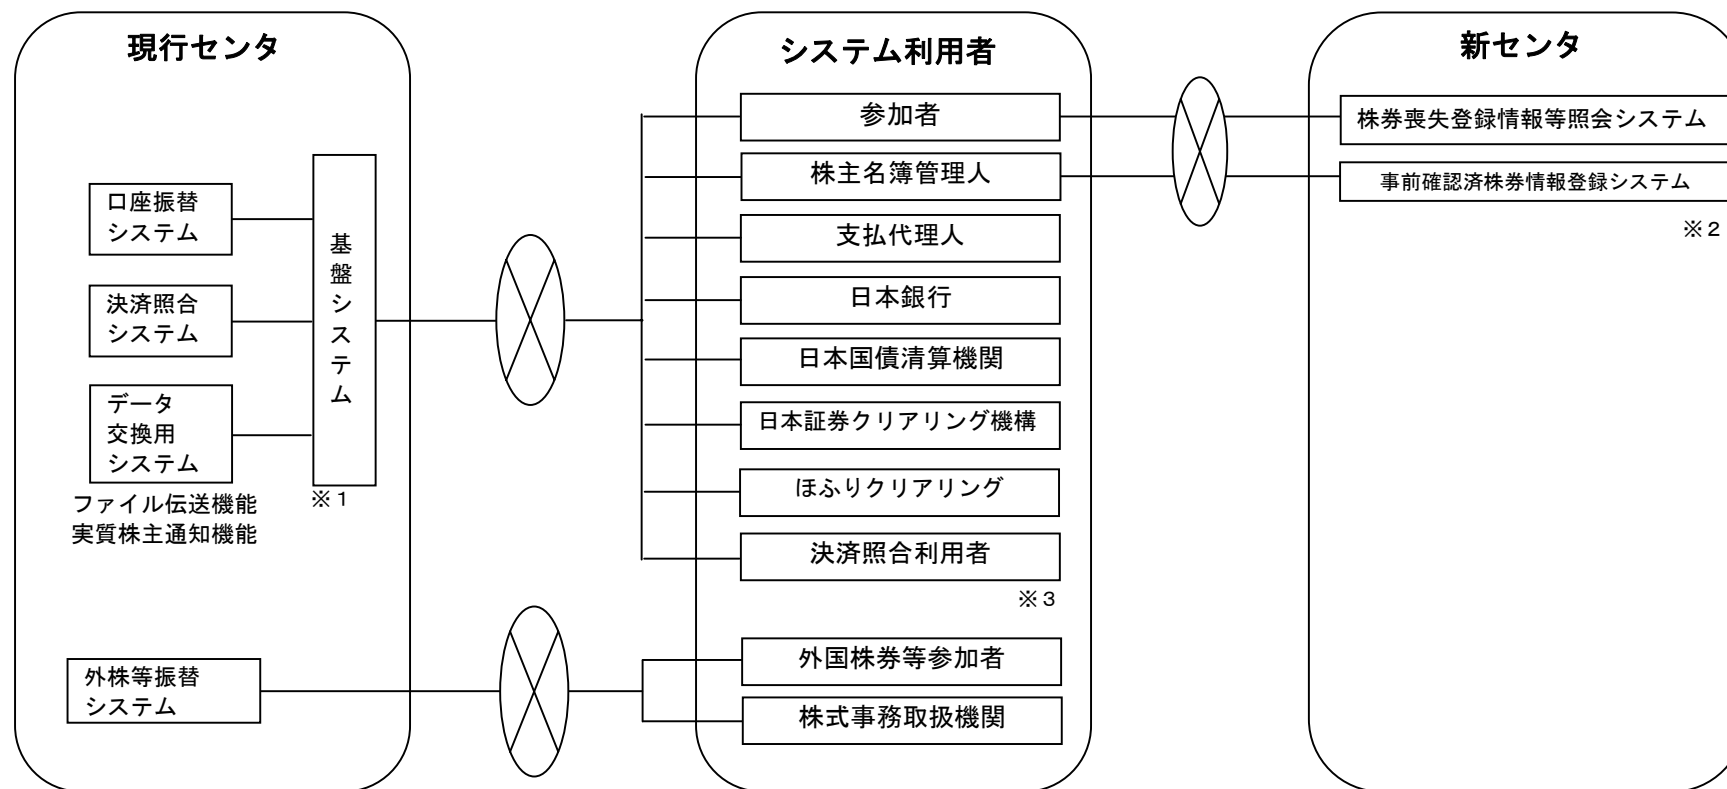 現行センタ
口座振替
システム
決済照合
システム
データ
交換用
システム
ファイル伝送機能
実質株主通知機能
基盤システム
※1
外株等振替
システム
システム利用者
参加者
株主名簿管理人
支払代理人
日本銀行
日本国債清算機関
日本証券クリアリング機構
ほふりクリアリング
決済照合利用者
※3
外国株券等参加者
株式事務取扱機関
新センタ
株券喪失登録情報等照会システム
事前確認済株券情報登録システム
※2